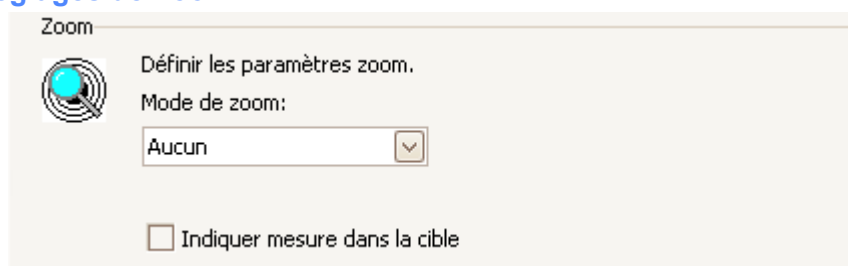 Zoom
Définir les paramètres zoom.
Mode de zoom:
Aucun
Indiquer mesure dans la cible